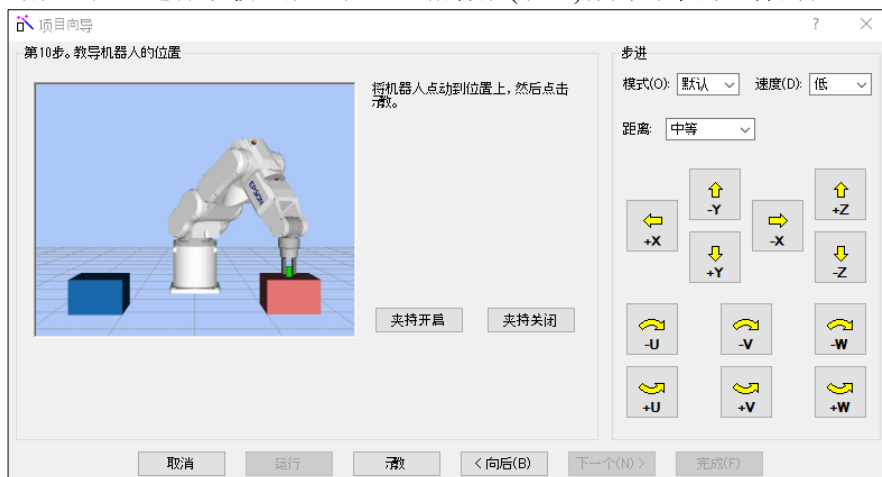 项目向导
?
第10步。教导机器人的位置
将机器人点动到位置上，然后点击
示教。
EPSON
夹持开启
夹持关闭
步进
模式(O): 默认
速度(D): 低
距离: 中等
-Y
+Z
+X
-X
+Y
-Z
-U
-V
-W
+U
+V
+W
取消
运行
示教
< 向后(B)
下一个(N) >
完成(F)